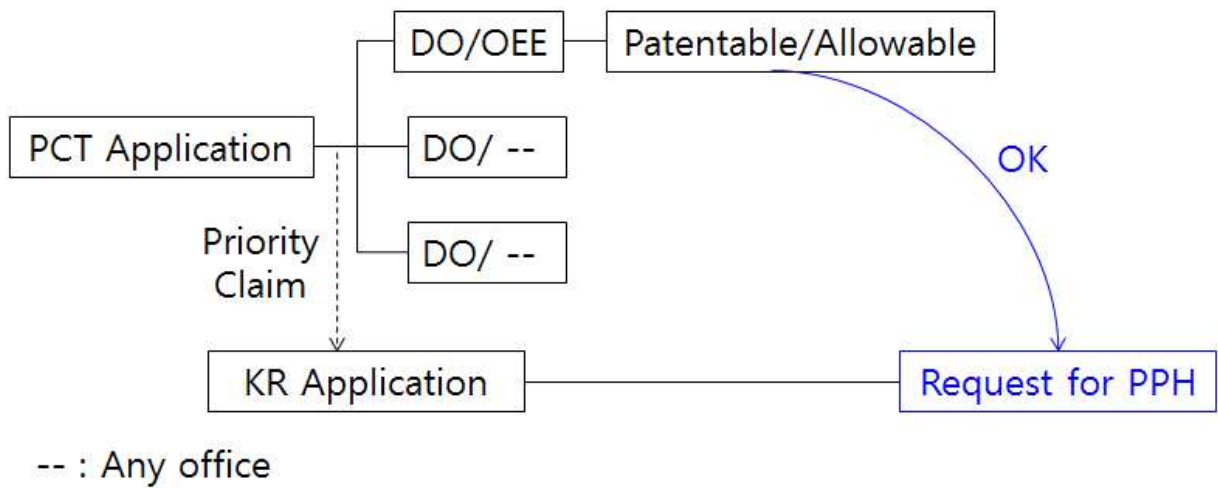 DO/OEE
Patentable/Allowable
PCT Application
DO/ --
OK
Priority
Claim
DO/ --
KR Application
Request for PPH
-- : Any office